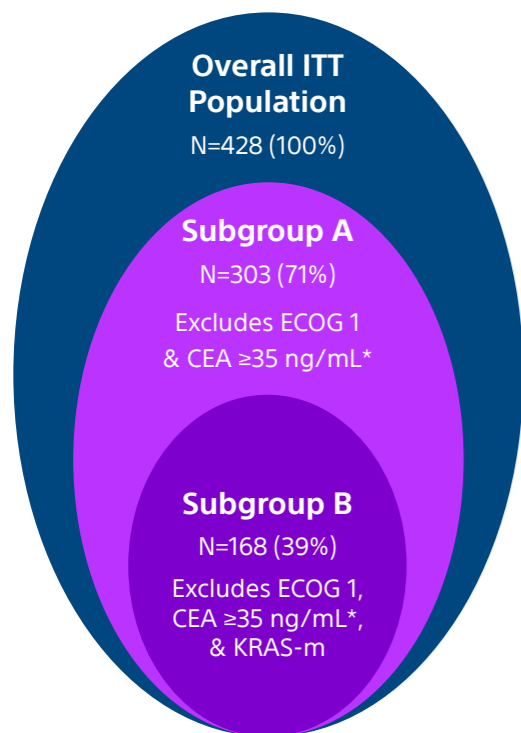 Overall ITT
Population
N=428 (100%)
Subgroup A
N=303 (71%)
Excludes ECOG 1
& CEA ≥35 ng/mL*
Subgroup B
N=168 (39%)
Excludes ECOG 1,
CEA ≥35 ng/mL*,
& KRAS-m